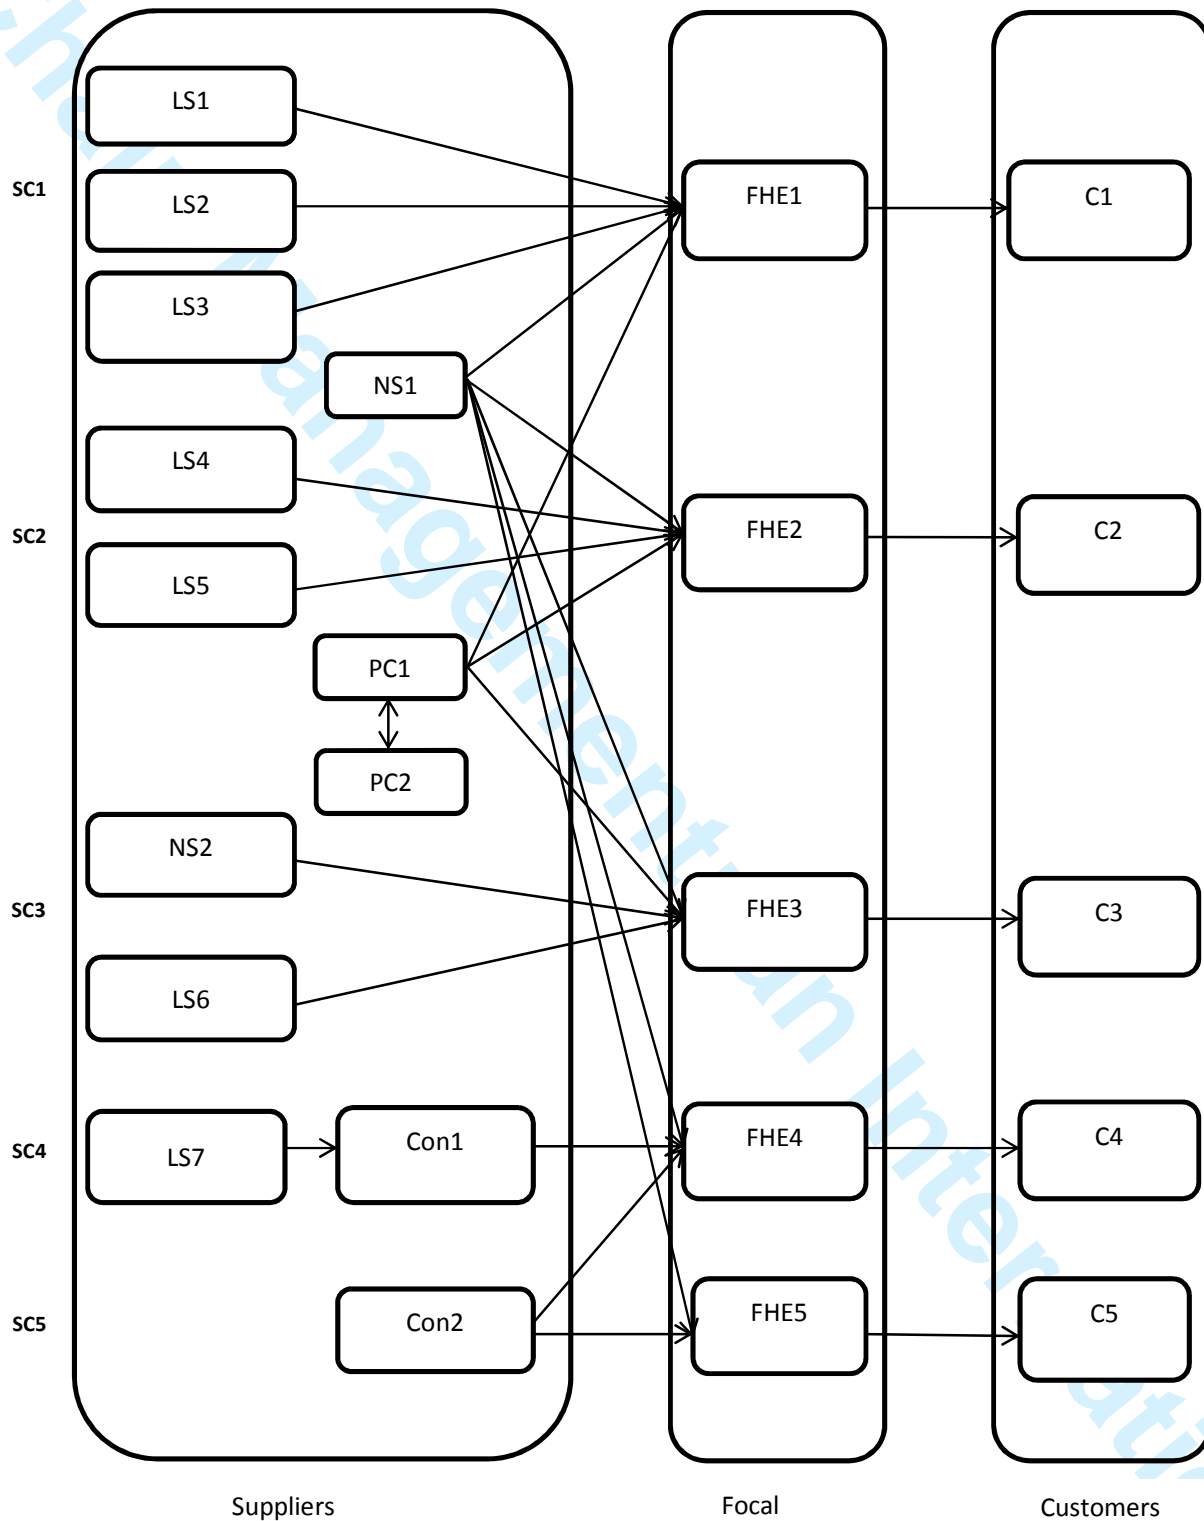 LS1
SC1
LS2
FHE1
C1
LS3
NS1
LS4
SC2
FHE2
C2
LS5
PC1
PC2
NS2
SC3
FHE3
C3
LS6
SC4
LS7
Con1
FHE4
C4
SC5
Con2
FHE5
C5
Suppliers
Focal
Customers